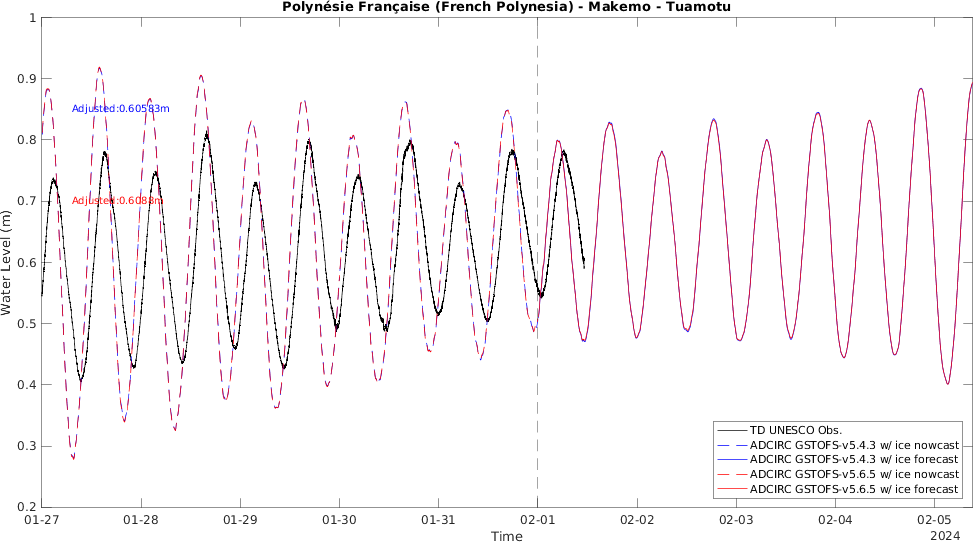 Polynésie Française (French Polynesia) - Makemo - Tuamotu
1
0.9
0.8
0.7
0.6
0.5
0.4
0.3
0.2
Water Level (m)
Adjusted:0.60583m
Adjusted:0.6083m
TD UNESCO Obs.
ADCIRC GSTOFS-v5.4.3 w/ ice nowcast
ADCIRC GSTOFS-v5.4.3 w/ ice forecast
ADCIRC GSTOFS-v5.6.5 w/ ice nowcast
ADCIRC GSTOFS-v5.6.5 w/ ice forecast
01-27 01-28 01-29 01-30 01-31 02-01 02-02 02-03 02-04 02-05
Time
2024